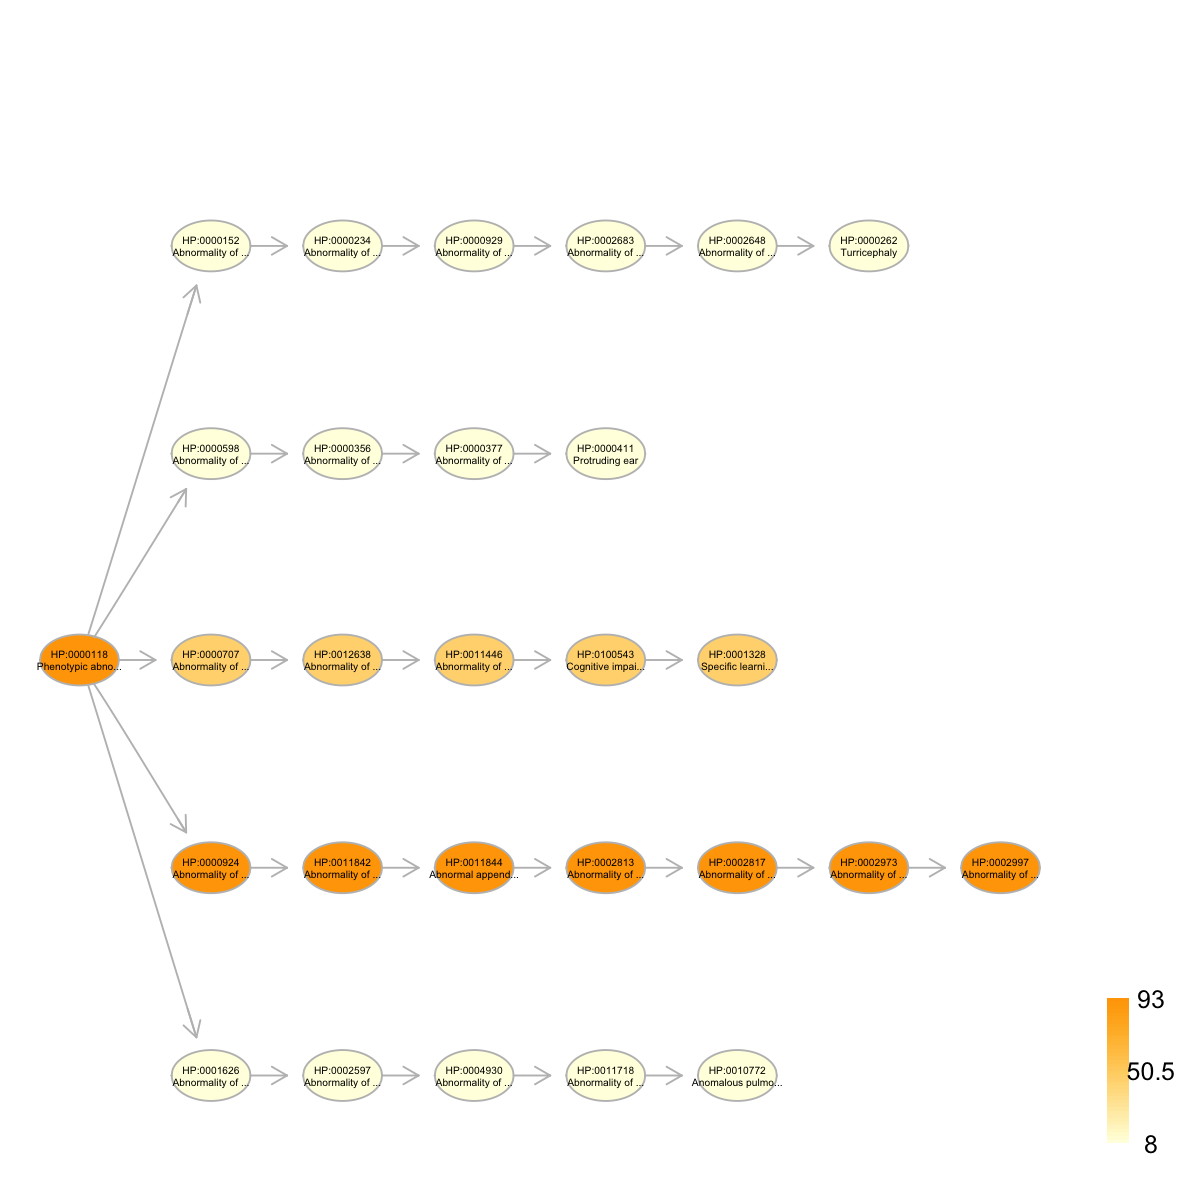 HP:0000152
Abnormality of ...
HP:0000234
Abnormality of ...
HP:0000929
Abnormality of ...
HP:0002683
Abnormality of ...
HP:0002648
Abnormality of ...
HP:0000262
Turricephaly
HP:0000598
Abnormality of ...
HP:0000356
Abnormality of ...
HP:0000377
Abnormality of ...
HP:0000411
Protruding ear
HP:0000118
Phenotypic abno...
HP:0000707
Abnormality of ...
HP:0012638
Abnormality of ...
HP:0011446
Abnormality of ...
HP:0100543
Cognitive impai...
HP:0001328
Specific learni...
HP:0000924
Abnormality of ...
HP:0011842
Abnormality of ...
HP:0011844
Abnormal append...
HP:0002813
Abnormality of ...
HP:0002817
Abnormality of ...
HP:0002973
Abnormality of ...
HP:0002997
Abnormality of ...
HP:0001626
Abnormality of ...
HP:0002597
Abnormality of ...
HP:0004930
Abnormality of ...
HP:0011718
Abnormality of ...
HP:0010772
Anomalous pulmo...
93
50.5
8